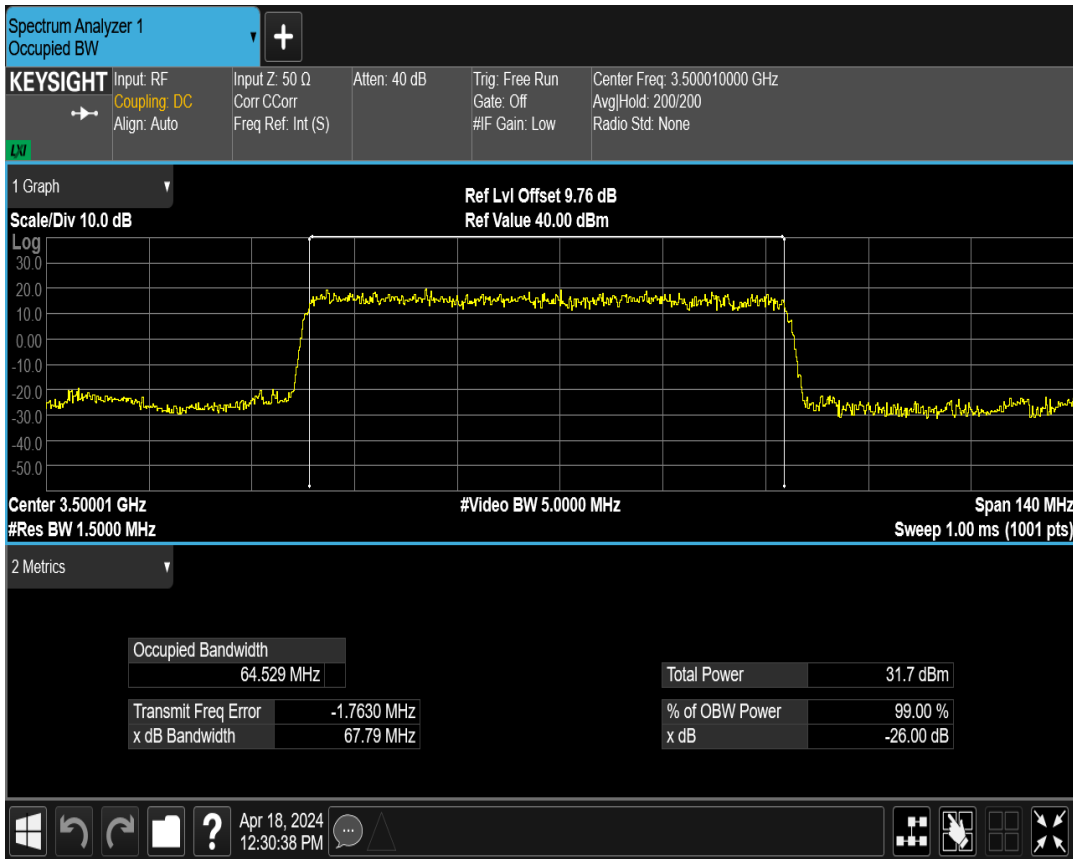 Spectrum Analyzer 1
Occupied BW
+
KEYSIGHT
LXI
Input: RF
Coupling: DC
Align: Auto
Input Z: 50 Ω
Corr CCorr
Freq Ref: Int (S)
Atten: 40 dB
Trig: Free Run
Gate: Off
#IF Gain: Low
Center Freq: 3.500010000 GHz
Avg|Hold: 200/200
Radio Std: None
1 Graph
Scale/Div 10.0 dB
Ref Lvl Offset 9.76 dB
Ref Value 40.00 dBm
Log
30.0
20.0
10.0
0.00
-10.0
-20.0
-30.0
-40.0
-50.0
Center 3.50001 GHz
#Res BW 1.5000 MHz
#Video BW 5.0000 MHz
Span 140 MHz
Sweep 1.00 ms (1001 pts)
2 Metrics
Occupied Bandwidth
64.529 MHz
Transmit Freq Error -1.7630 MHz
x dB Bandwidth 67.79 MHz
Total Power 31.7 dBm
% of OBW Power 99.00 %
x dB -26.00 dB
?
Apr 18, 2024
12:30:38 PM